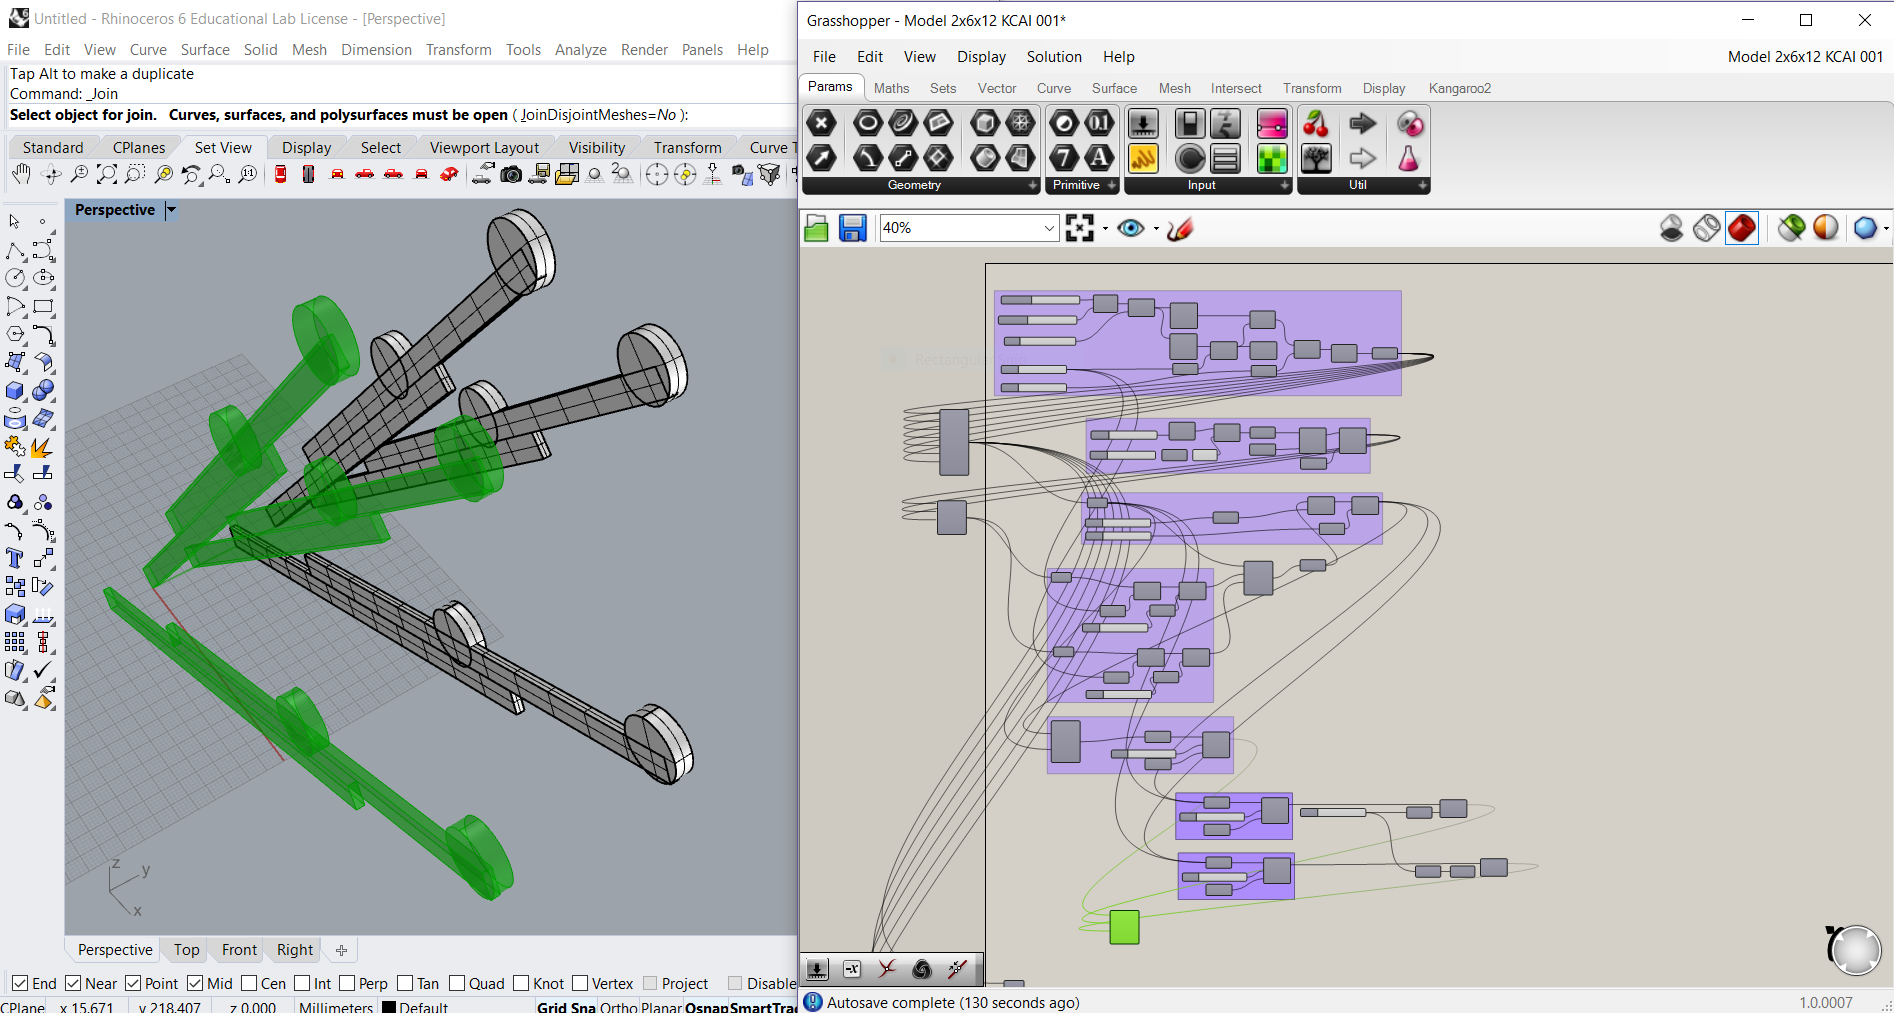 Untitled - Rhinoceros 6 Educational Lab License - [Perspective]
File Edit View Curve Surface Solid Mesh Dimension Transform Tools Analyze Render Panels Help
Tap Alt to make a duplicate
Command: _Join
Select object for join. Curves, surfaces, and polysurfaces must be open ( JoinDisjointMeshes=No ):
Standard CPlanes Set View Display Select Viewport Layout Visibility Transform Curve T
Perspective
z
y
x
Perspective Top Front Right
End Near Point Mid Cen Int Perp Tan Quad Knot Vertex Project Disable
CPlane x 15.671 y 218.407 z 0.000 Millimeters Default Grid Sna Ortho Planar Osnap SmartTrac
Grasshopper - Model 2x6x12 KCAI 001*
File Edit View Display Solution Help Model 2x6x12 KCAI 001
Params Maths Sets Vector Curve Surface Mesh Intersect Transform Display Kangaroo2
Geometry Primitive Input Util
40%
Autosave complete (130 seconds ago) 1.0.0007